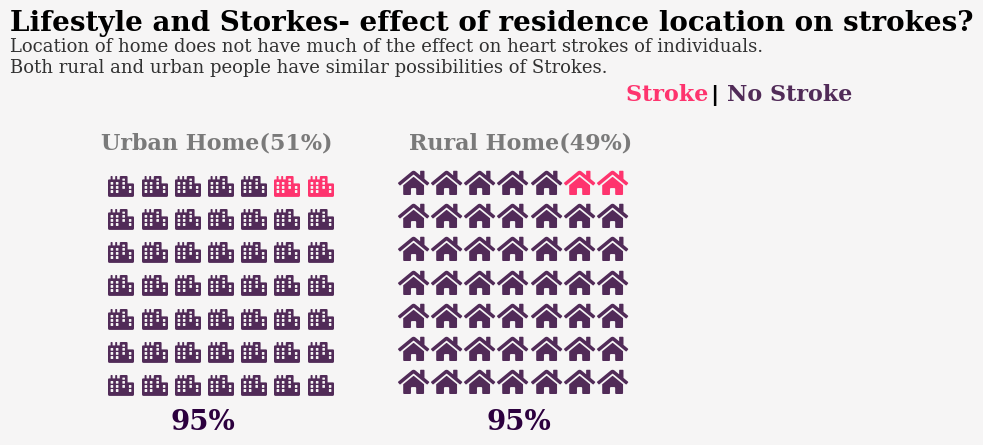 Lifestyle and Storkes- effect of residence location on strokes?
Location of home does not have much of the effect on heart strokes of individuals.
Both rural and urban people have similar possibilities of Strokes.
Stroke | No Stroke
Urban Home(51%)
Rural Home(49%)
95%
95%